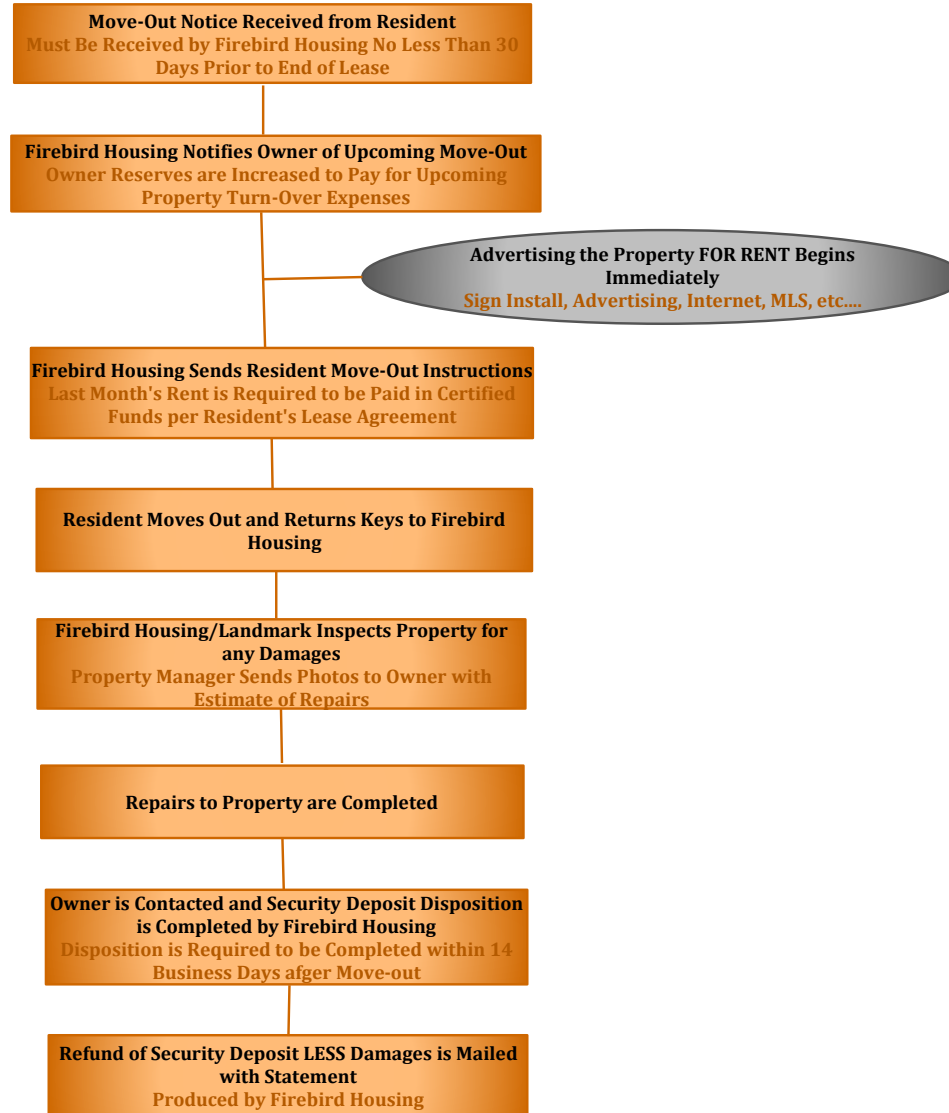 Move-Out Notice Received from Resident
Must Be Received by Firebird Housing No Less Than 30
Days Prior to End of Lease
Firebird Housing Notifies Owner of Upcoming Move-Out
Owner Reserves are Increased to Pay for Upcoming
Property Turn-Over Expenses
Advertising the Property FOR RENT Begins
Immediately
Sign Install, Advertising, Internet, MLS, etc....
Firebird Housing Sends Resident Move-Out Instructions
Last Month's Rent is Required to be Paid in Certified
Funds per Resident's Lease Agreement
Resident Moves Out and Returns Keys to Firebird
Housing
Firebird Housing/Landmark Inspects Property for
any Damages
Property Manager Sends Photos to Owner with
Estimate of Repairs
Repairs to Property are Completed
Owner is Contacted and Security Deposit Disposition
is Completed by Firebird Housing
Disposition is Required to be Completed within 14
Business Days afger Move-out
Refund of Security Deposit LESS Damages is Mailed
with Statement
Produced by Firebird Housing